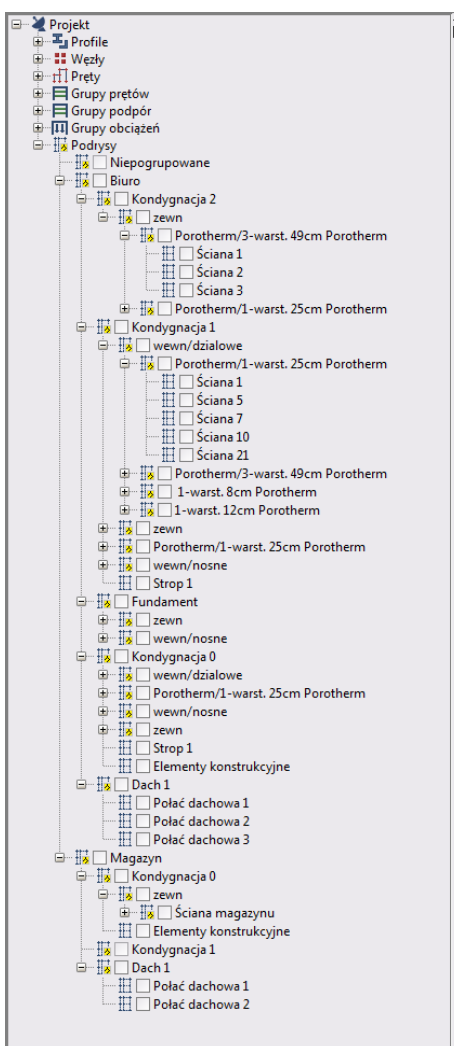 Projekt
Profile
Węzły
Pręty
Grupy prętów
Grupy podpór
Grupy obciążeń
Podrysy
Niepogrupowane
Biuro
Kondygnacja 2
zewn
Porotherm/3-warst. 49cm Porotherm
Ściana 1
Ściana 2
Ściana 3
Porotherm/1-warst. 25cm Porotherm
Kondygnacja 1
wewn/dzialowe
Porotherm/1-warst. 25cm Porotherm
Ściana 1
Ściana 5
Ściana 7
Ściana 10
Ściana 21
Porotherm/3-warst. 49cm Porotherm
1-warst. 8cm Porotherm
1-warst. 12cm Porotherm
zewn
Porotherm/1-warst. 25cm Porotherm
wewn/nosne
Strop 1
Fundament
zewn
wewn/nosne
Kondygnacja 0
wewn/dzialowe
Porotherm/1-warst. 25cm Porotherm
wewn/nosne
zewn
Strop 1
Elementy konstrukcyjne
Dach 1
Połać dachowa 1
Połać dachowa 2
Połać dachowa 3
Magazyn
Kondygnacja 0
zewn
Ściana magazynu
Elementy konstrukcyjne
Kondygnacja 1
Dach 1
Połać dachowa 1
Połać dachowa 2